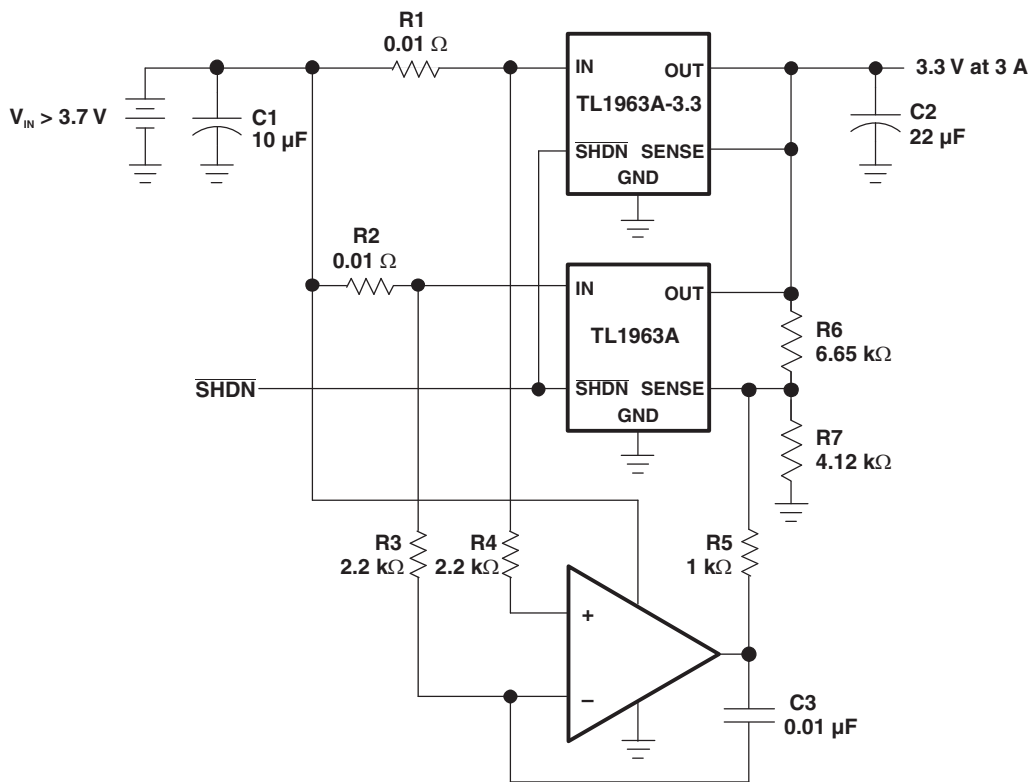 R1
0.01 Ω
IN
OUT
TL1963A-3.3
SHDN
SENSE
GND
3.3 V at 3 A
V_IN > 3.7 V
C1
10 µF
C2
22 µF
R2
0.01 Ω
IN
OUT
TL1963A
SHDN
SENSE
GND
R6
6.65 kΩ
SHDN
R7
4.12 kΩ
R3
2.2 kΩ
R4
2.2 kΩ
R5
1 kΩ
+
–
C3
0.01 µF